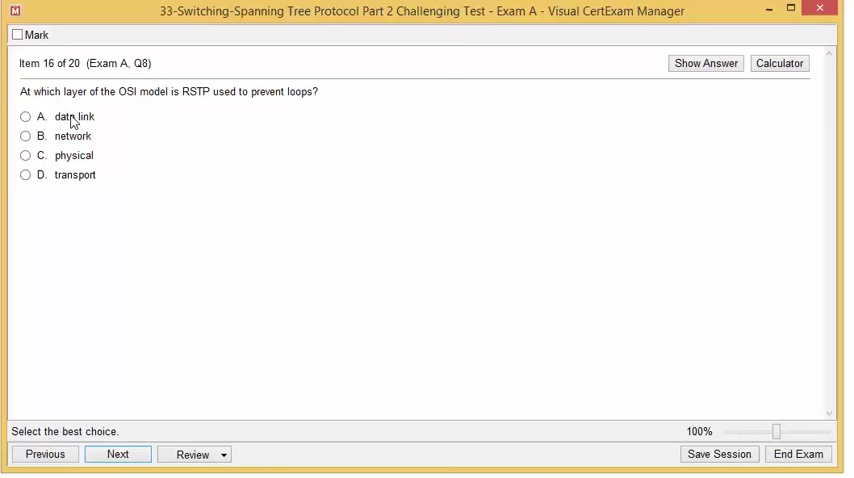 33-Switching-Spanning Tree Protocol Part 2 Challenging Test - Exam A - Visual CertExam Manager
Mark
Item 16 of 20 (Exam A, Q8)
Show Answer
Calculator
At which layer of the OSI model is RSTP used to prevent loops?
A. data link
B. network
C. physical
D. transport
Select the best choice.
100%
Previous
Next
Review
Save Session
End Exam